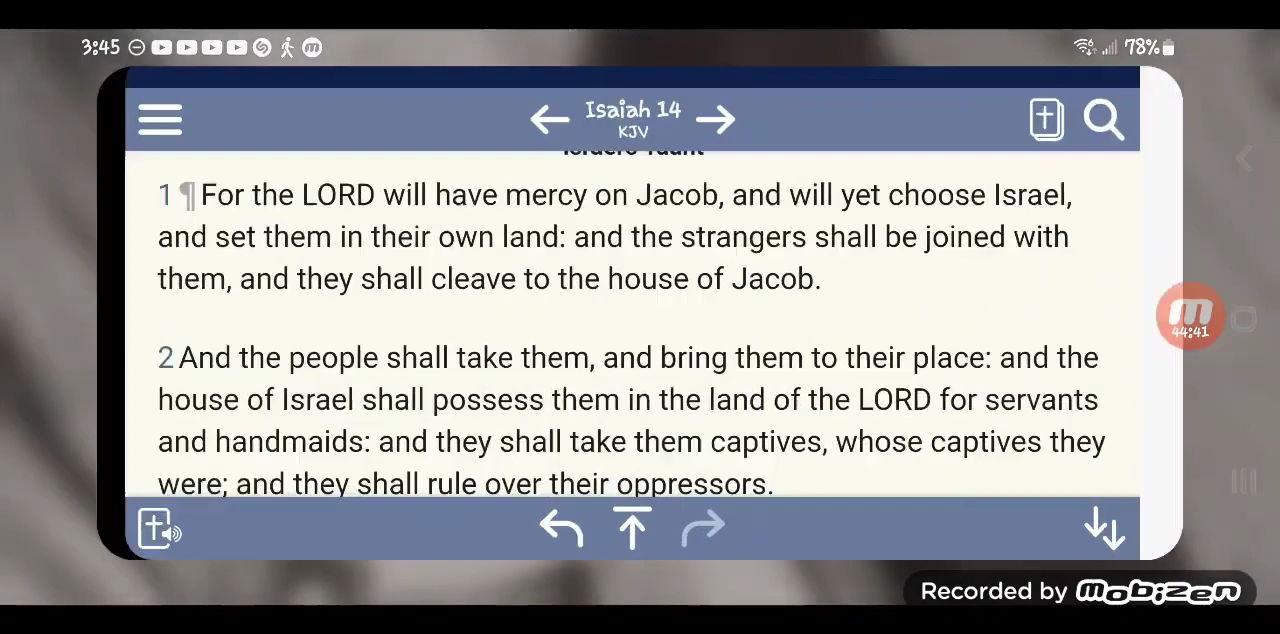 3:45
78%
Isaiah 14
KJV
1 ¶ For the LORD will have mercy on Jacob, and will yet choose Israel,
and set them in their own land: and the strangers shall be joined with
them, and they shall cleave to the house of Jacob.
44:41
2 And the people shall take them, and bring them to their place: and the
house of Israel shall possess them in the land of the LORD for servants
and handmaids: and they shall take them captives, whose captives they
were; and they shall rule over their oppressors.
Recorded by Mobizen